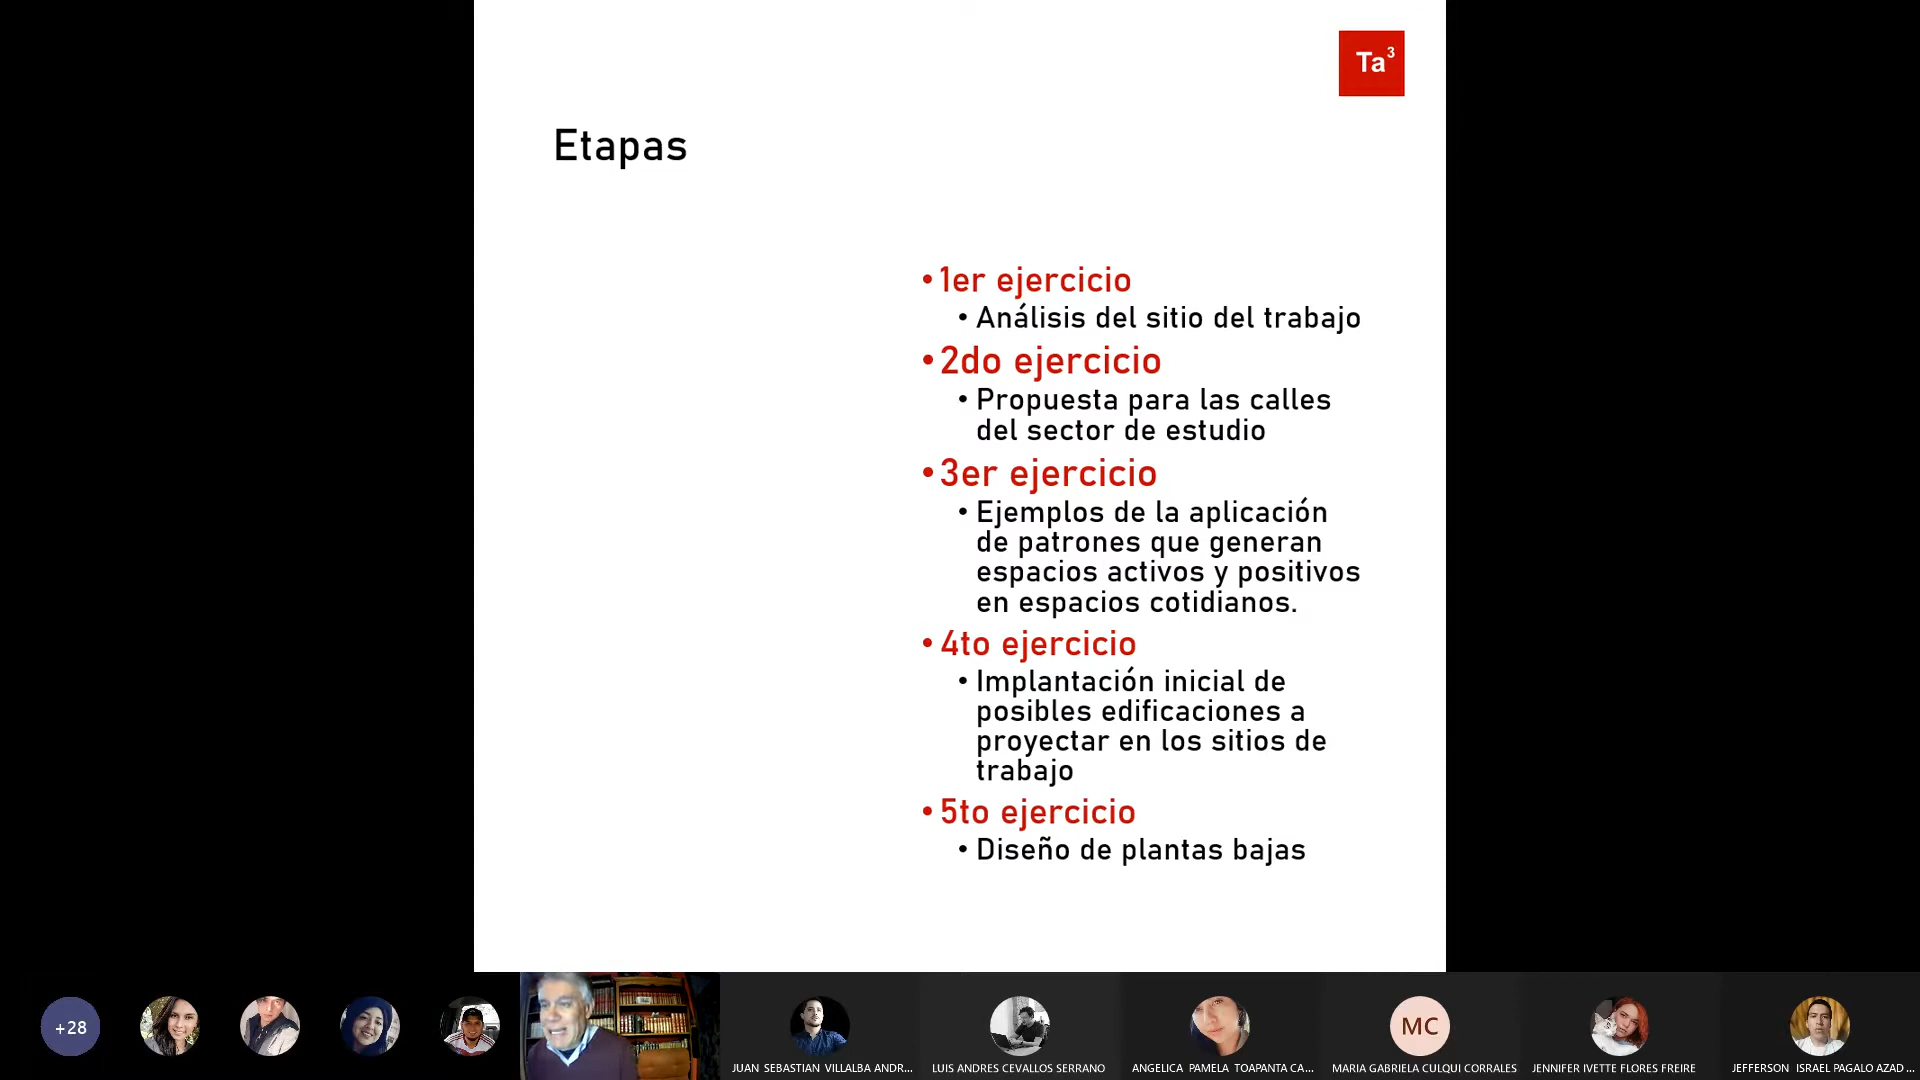 Ta³
Etapas
• 1er ejercicio
• Análisis del sitio del trabajo
• 2do ejercicio
• Propuesta para las calles
del sector de estudio
• 3er ejercicio
• Ejemplos de la aplicación
de patrones que generan
espacios activos y positivos
en espacios cotidianos.
• 4to ejercicio
• Implantación inicial de
posibles edificaciones a
proyectar en los sitios de
trabajo
• 5to ejercicio
• Diseño de plantas bajas
+28
MC
JUAN SEBASTIAN VILLALBA ANDR...
LUIS ANDRES CEVALLOS SERRANO
ANGELICA PAMELA TOAPANTA CA...
MARIA GABRIELA CULQUI CORRALES
JENNIFER IVETTE FLORES FREIRE
JEFFERSON ISRAEL PAGALO AZAD ...